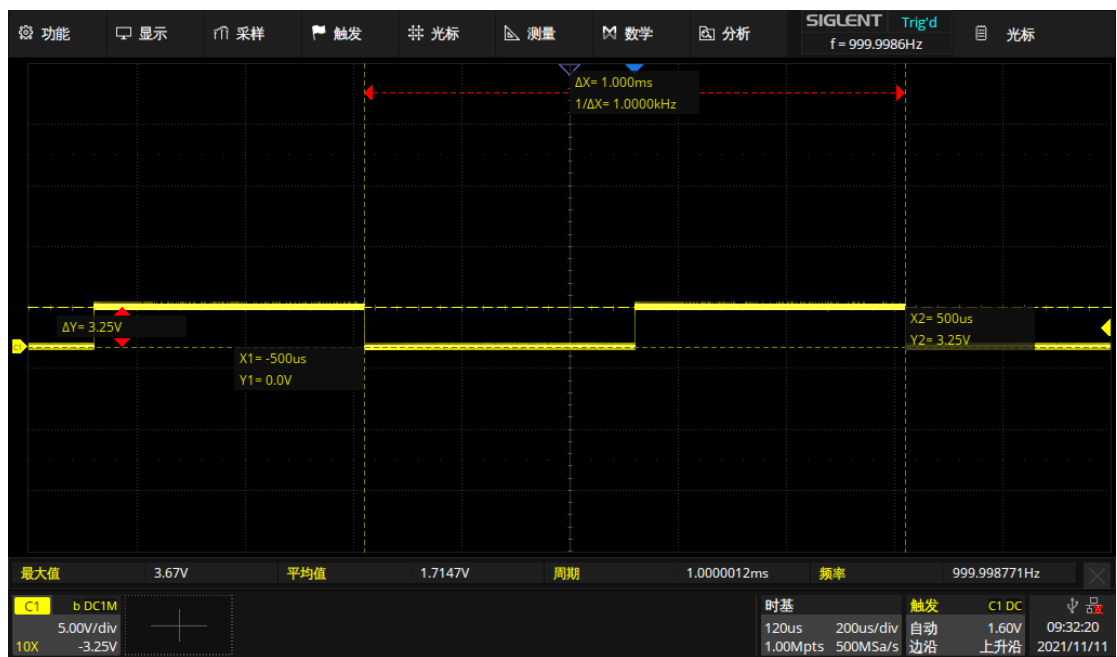 功能 显示 采样 触发 光标 测量 数学 分析 SIGLENT Trig'd 光标
f = 999.9986Hz
ΔX= 1.000ms
1/ΔX= 1.0000kHz
ΔY= 3.25V
X2= 500us
C1
Y2= 3.25V
X1= -500us
Y1= 0.0V
最大值 3.67V 平均值 1.7147V 周期 1.0000012ms 频率 999.998771Hz
C1 b DC1M
5.00V/div
10X -3.25V
时基
120us 200us/div
1.00Mpts 500MSa/s
触发 C1 DC
自动 1.60V
边沿 上升沿
09:32:20
2021/11/11